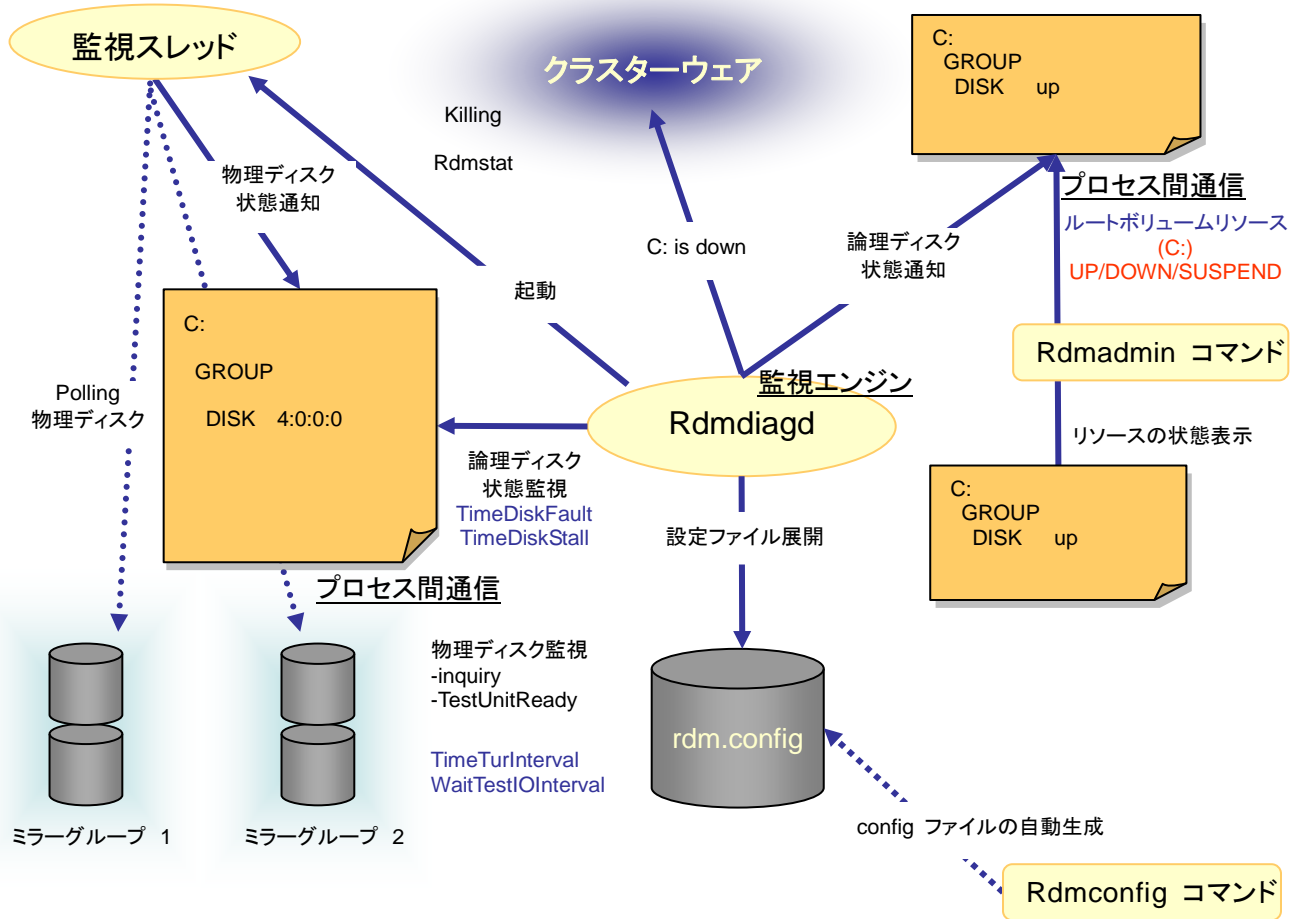 監視スレッド
クラスターウェア
C:
GROUP
DISK up
Killing
Rdmstat
物理ディスク
状態通知
プロセス間通信
ルートボリュームリソース
(C:)
UP/DOWN/SUSPEND
C: is down
論理ディスク
状態通知
起動
C:
GROUP
DISK 4:0:0:0
Rdmadmin コマンド
Polling
物理ディスク
監視エンジン
Rdmdiagd
リソースの状態表示
論理ディスク
状態監視
TimeDiskFault
TimeDiskStall
設定ファイル展開
C:
GROUP
DISK up
プロセス間通信
物理ディスク監視
-inquiry
-TestUnitReady
TimeTurInterval
WaitTestIOInterval
rdm.config
ミラーグループ 1
ミラーグループ 2
config ファイルの自動生成
Rdmconfig コマンド